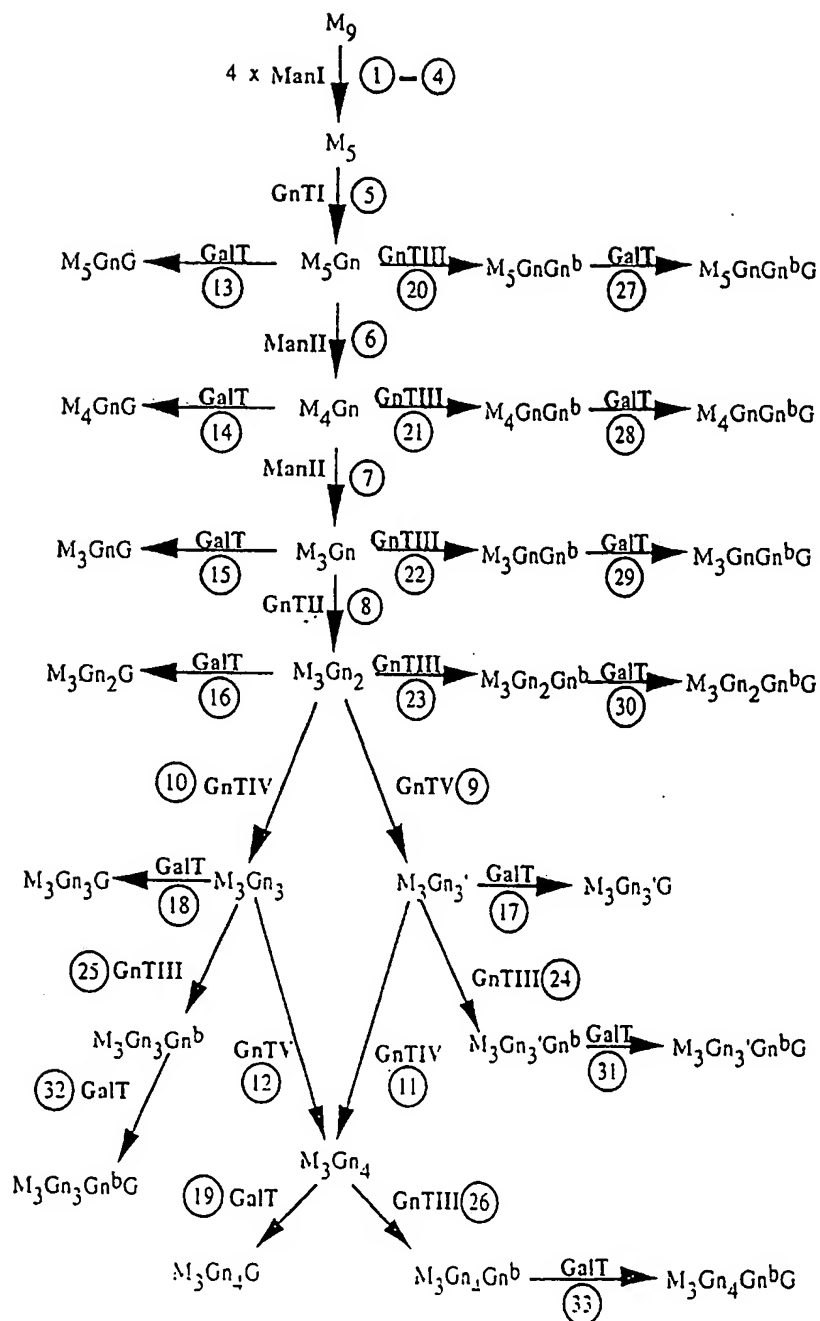 M₉
4 x ManI ① – ④
M₅
GnTI ⑤
M₅GnG GalT M₅Gn GnTIII M₅GnGnᵇ GalT M₅GnGnᵇG
⑬ ⑳ ㉗
ManII ⑥
M₄GnG GalT M₄Gn GnTIII M₄GnGnᵇ GalT M₄GnGnᵇG
⑭ ㉑ ㉘
ManII ⑦
M₃GnG GalT M₃Gn GnTIII M₃GnGnᵇ GalT M₃GnGnᵇG
⑮ ㉒ ㉙
GnTII ⑧
M₃Gn₂G GalT M₃Gn₂ GnTIII M₃Gn₂Gnᵇ GalT M₃Gn₂GnᵇG
⑯ ㉓ ㉚
⑩ GnTIV GnTV ⑨
M₃Gn₃G GalT M₃Gn₃ M₃Gn₃' GalT M₃Gn₃'G
⑱ ⑰
㉕ GnTIII GnTIII ㉔
M₃Gn₃Gnᵇ GnTV GnTIV M₃Gn₃'Gnᵇ GalT M₃Gn₃'GnᵇG
㉜ GalT ⑫ ⑪ ㉛
M₃Gn₃GnᵇG M₃Gn₄
⑲ GalT GnTIII ㉖
M₃Gn₄G M₃Gn₄Gnᵇ GalT M₃Gn₄GnᵇG
㉝